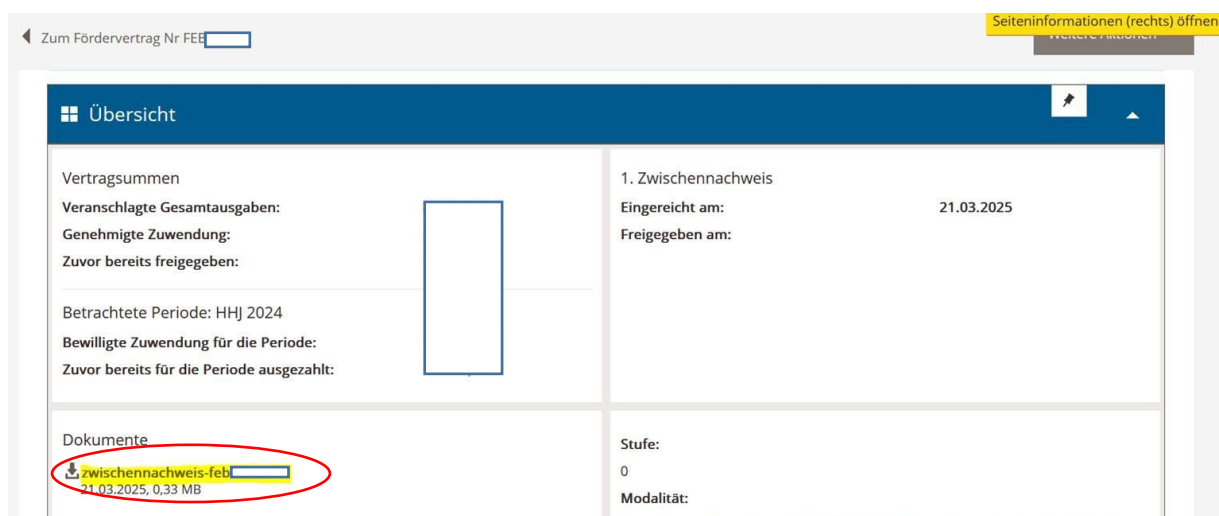 Seiteninformationen (rechts) öffnen
Zum Fördervertrag Nr FEB
Weitere Aktionen
Übersicht
Vertragsummen
Veranschlagte Gesamtausgaben:
Genehmigte Zuwendung:
Zuvor bereits freigegeben:
Betrachtete Periode: HHJ 2024
Bewilligte Zuwendung für die Periode:
Zuvor bereits für die Periode ausgezahlt:
1. Zwischennachweis
Eingereicht am: 21.03.2025
Freigegeben am:
Dokumente
zwischennachweis-feb
21.03.2025, 0,33 MB
Stufe:
0
Modalität: